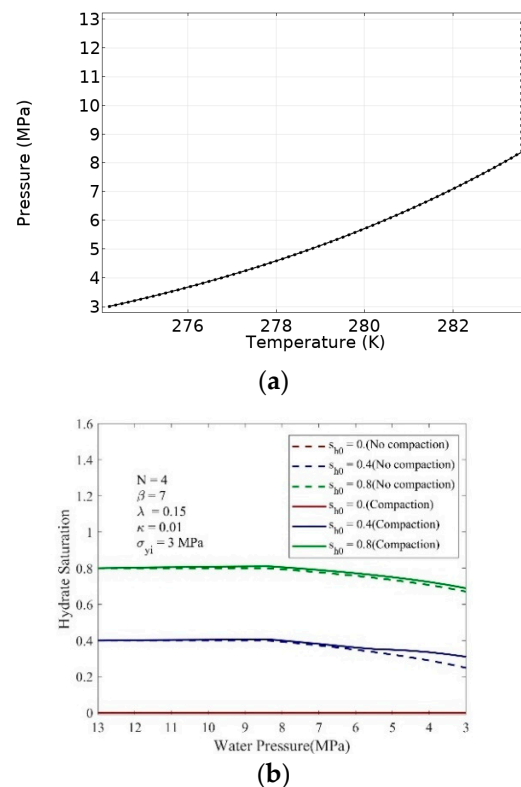 13
12
11
10
9
8
7
6
5
4
3
Pressure (MPa)
276 278 280 282
Temperature (K)
(a)
1.6
1.4
1.2
1
0.8
0.6
0.4
0.2
0
Hydrate Saturation
N = 4
β = 7
λ = 0.15
κ = 0.01
σyi = 3 MPa
sh0 = 0.(No compaction)
sh0 = 0.4(No compaction)
sh0 = 0.8(No compaction)
sh0 = 0.(Compaction)
sh0 = 0.4(Compaction)
sh0 = 0.8(Compaction)
13 12 11 10 9 8 7 6 5 4 3
Water Pressure(MPa)
(b)